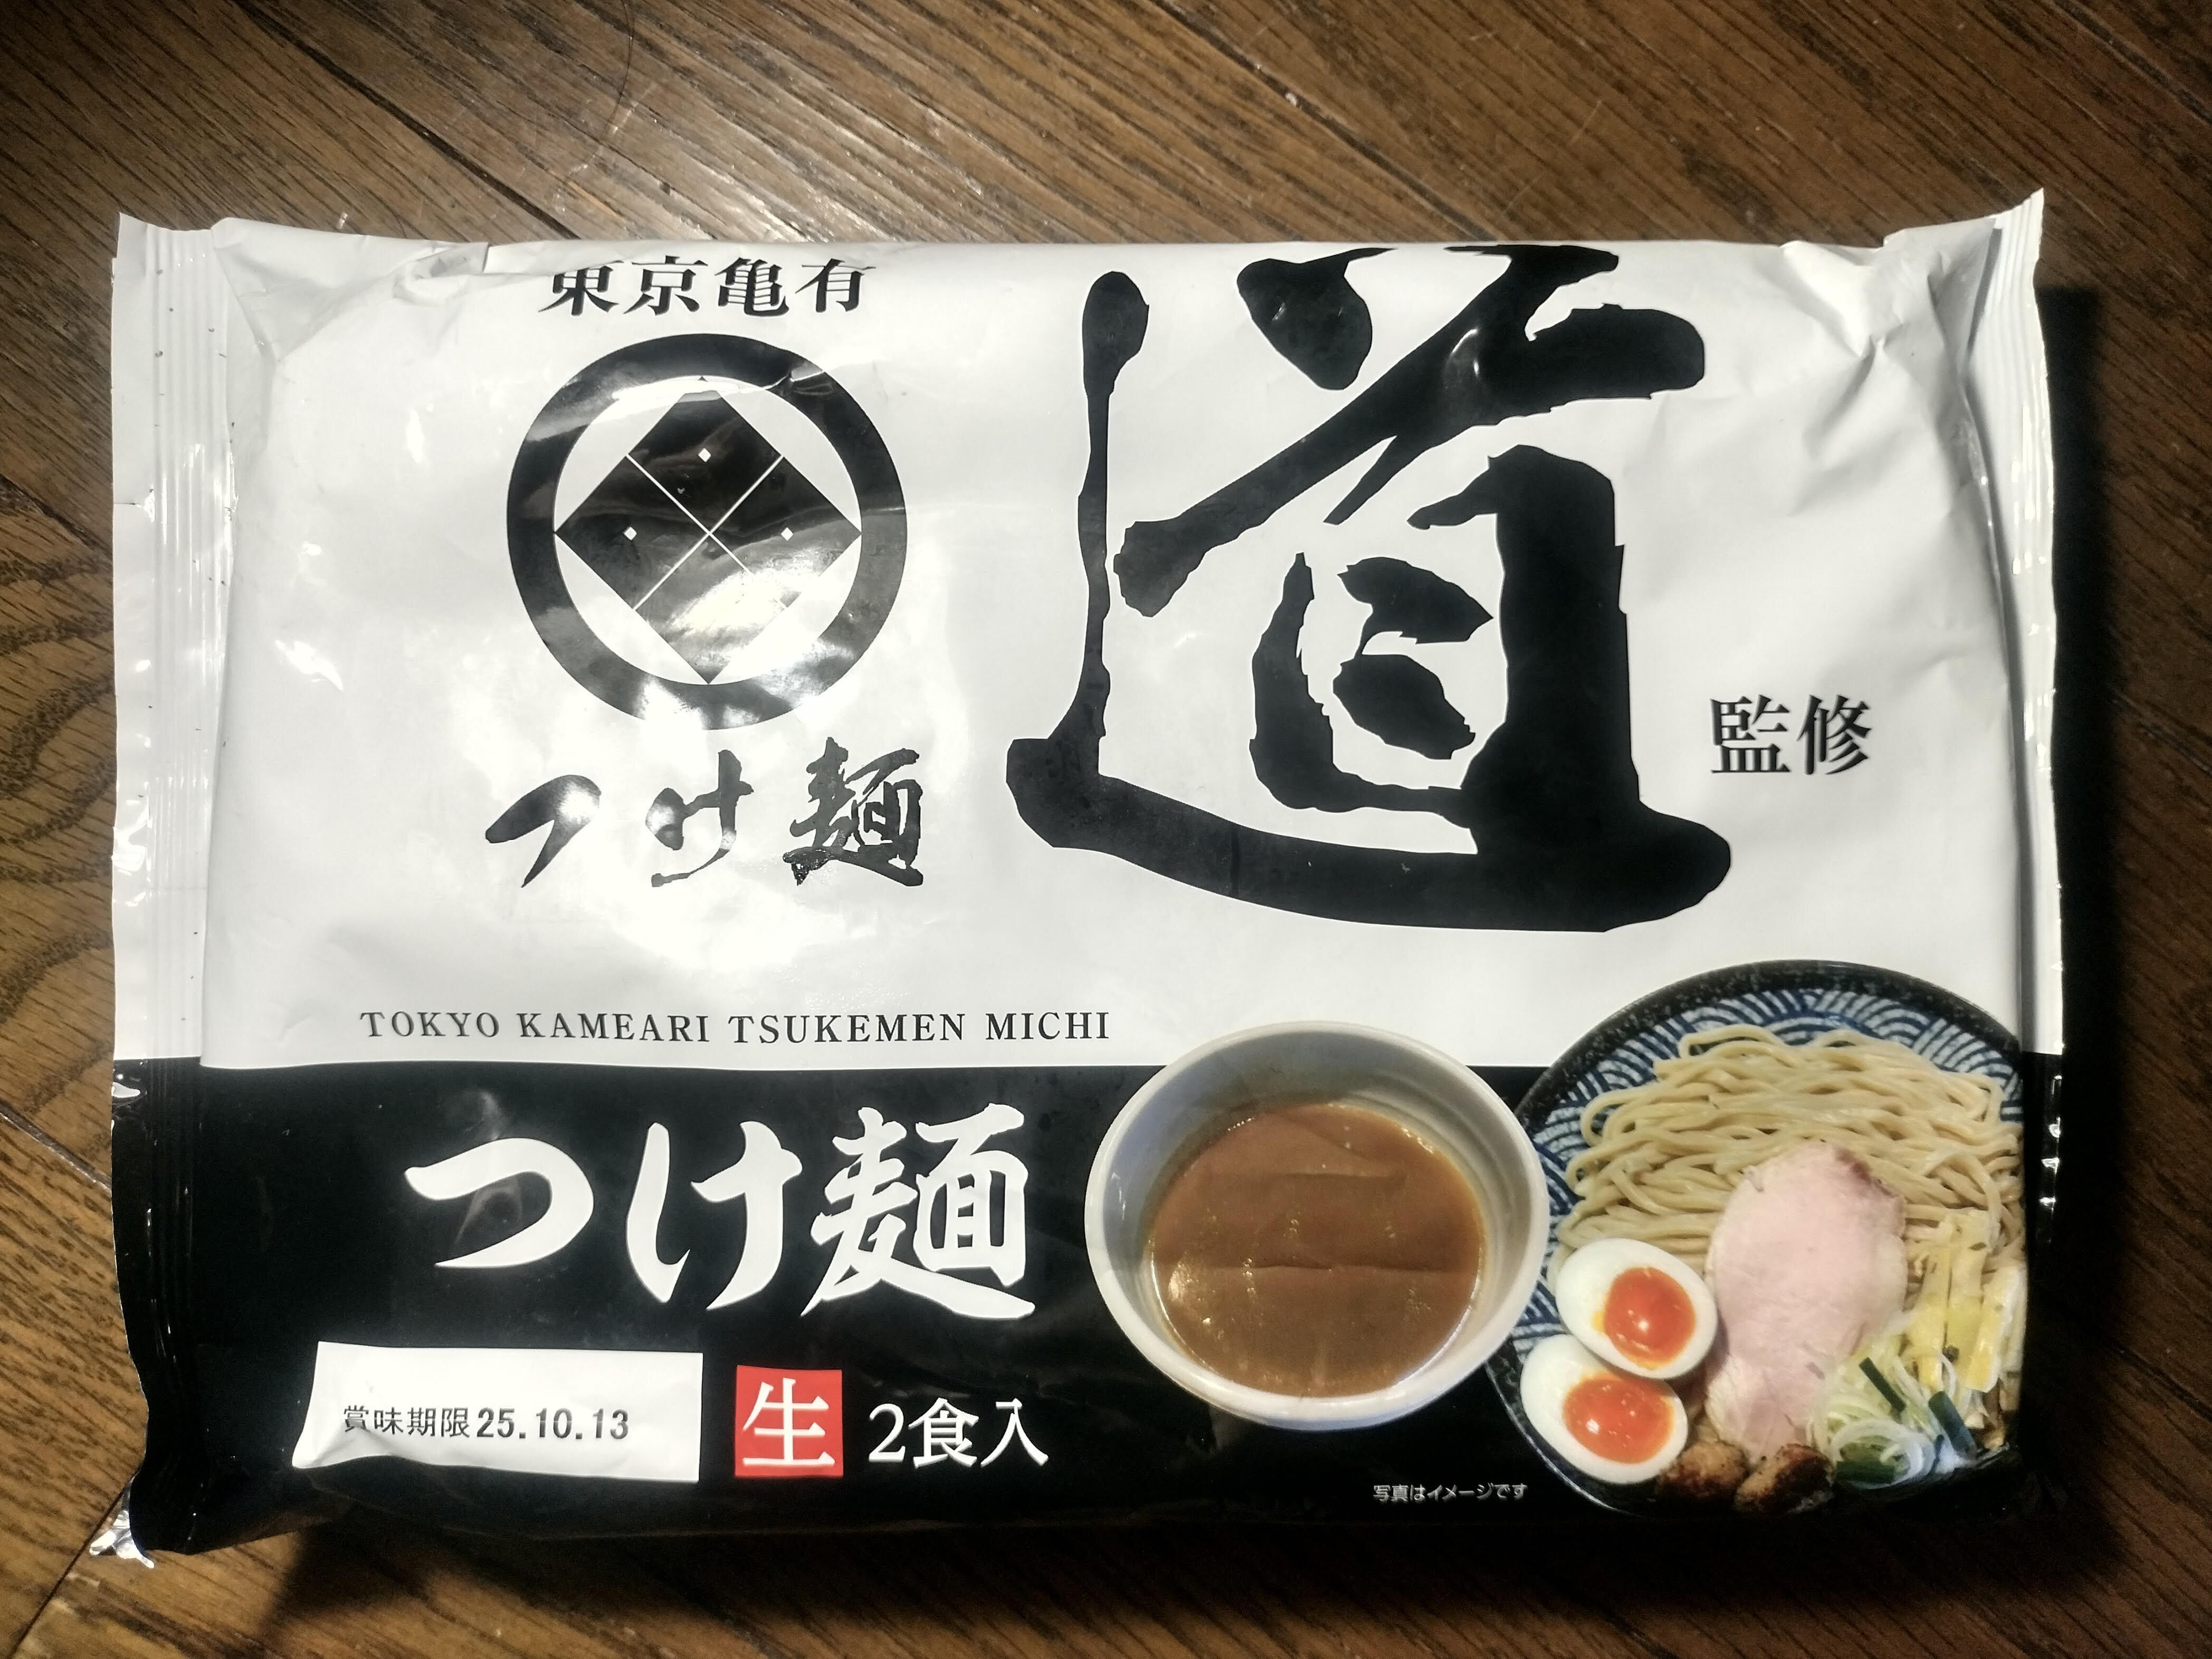 東京亀有
つけ麺
道
監修
TOKYO KAMEARI TSUKEMEN MICHI
つけ麺
賞味期限25.10.13
生 2食入
写真はイメージです